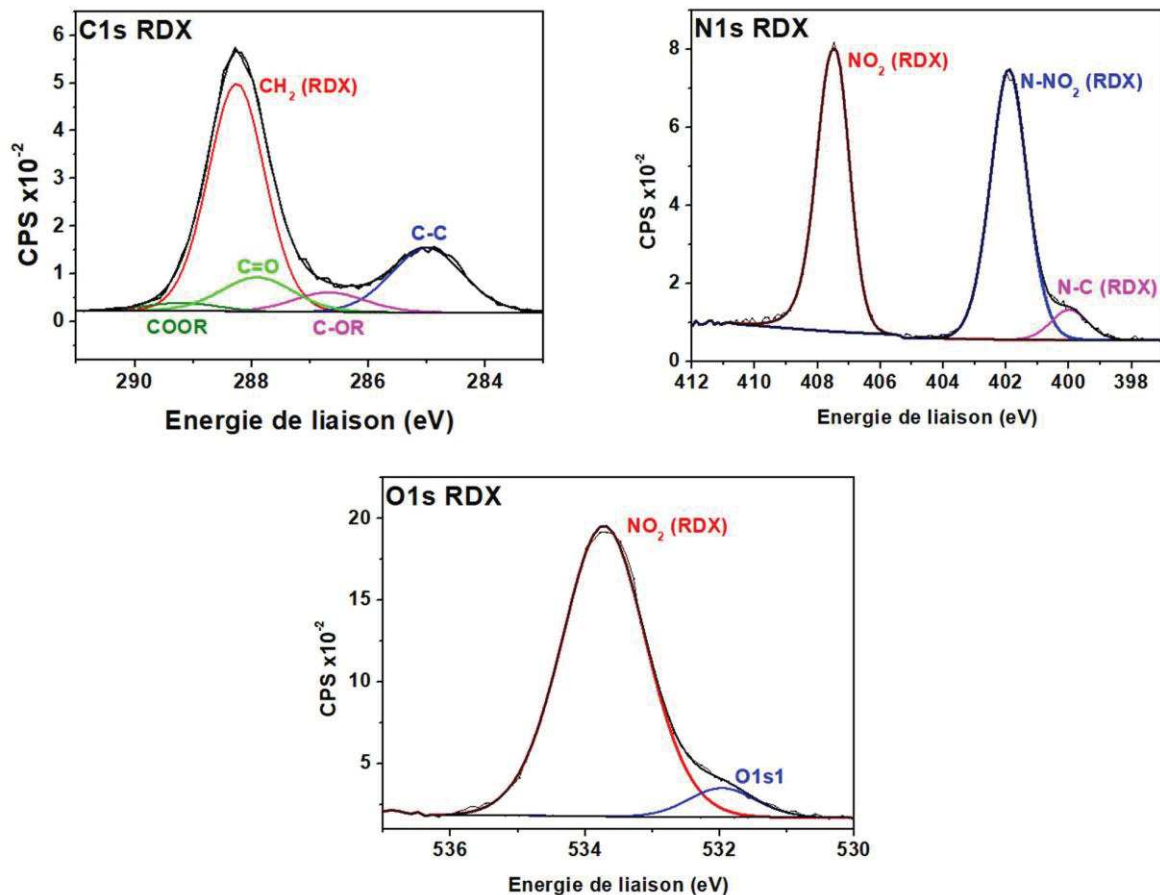 C1s RDX
CPS x10⁻²
6
5
4
3
2
1
0
CH₂ (RDX)
C=O
C-C
COOR
C-OR
290 288 286 284
Energie de liaison (eV)
N1s RDX
CPS x10⁻²
8
6
4
2
0
NO₂ (RDX)
N-NO₂ (RDX)
N-C (RDX)
412 410 408 406 404 402 400 398
Energie de liaison (eV)
O1s RDX
CPS x10⁻²
20
15
10
5
NO₂ (RDX)
O1s1
536 534 532 530
Energie de liaison (eV)